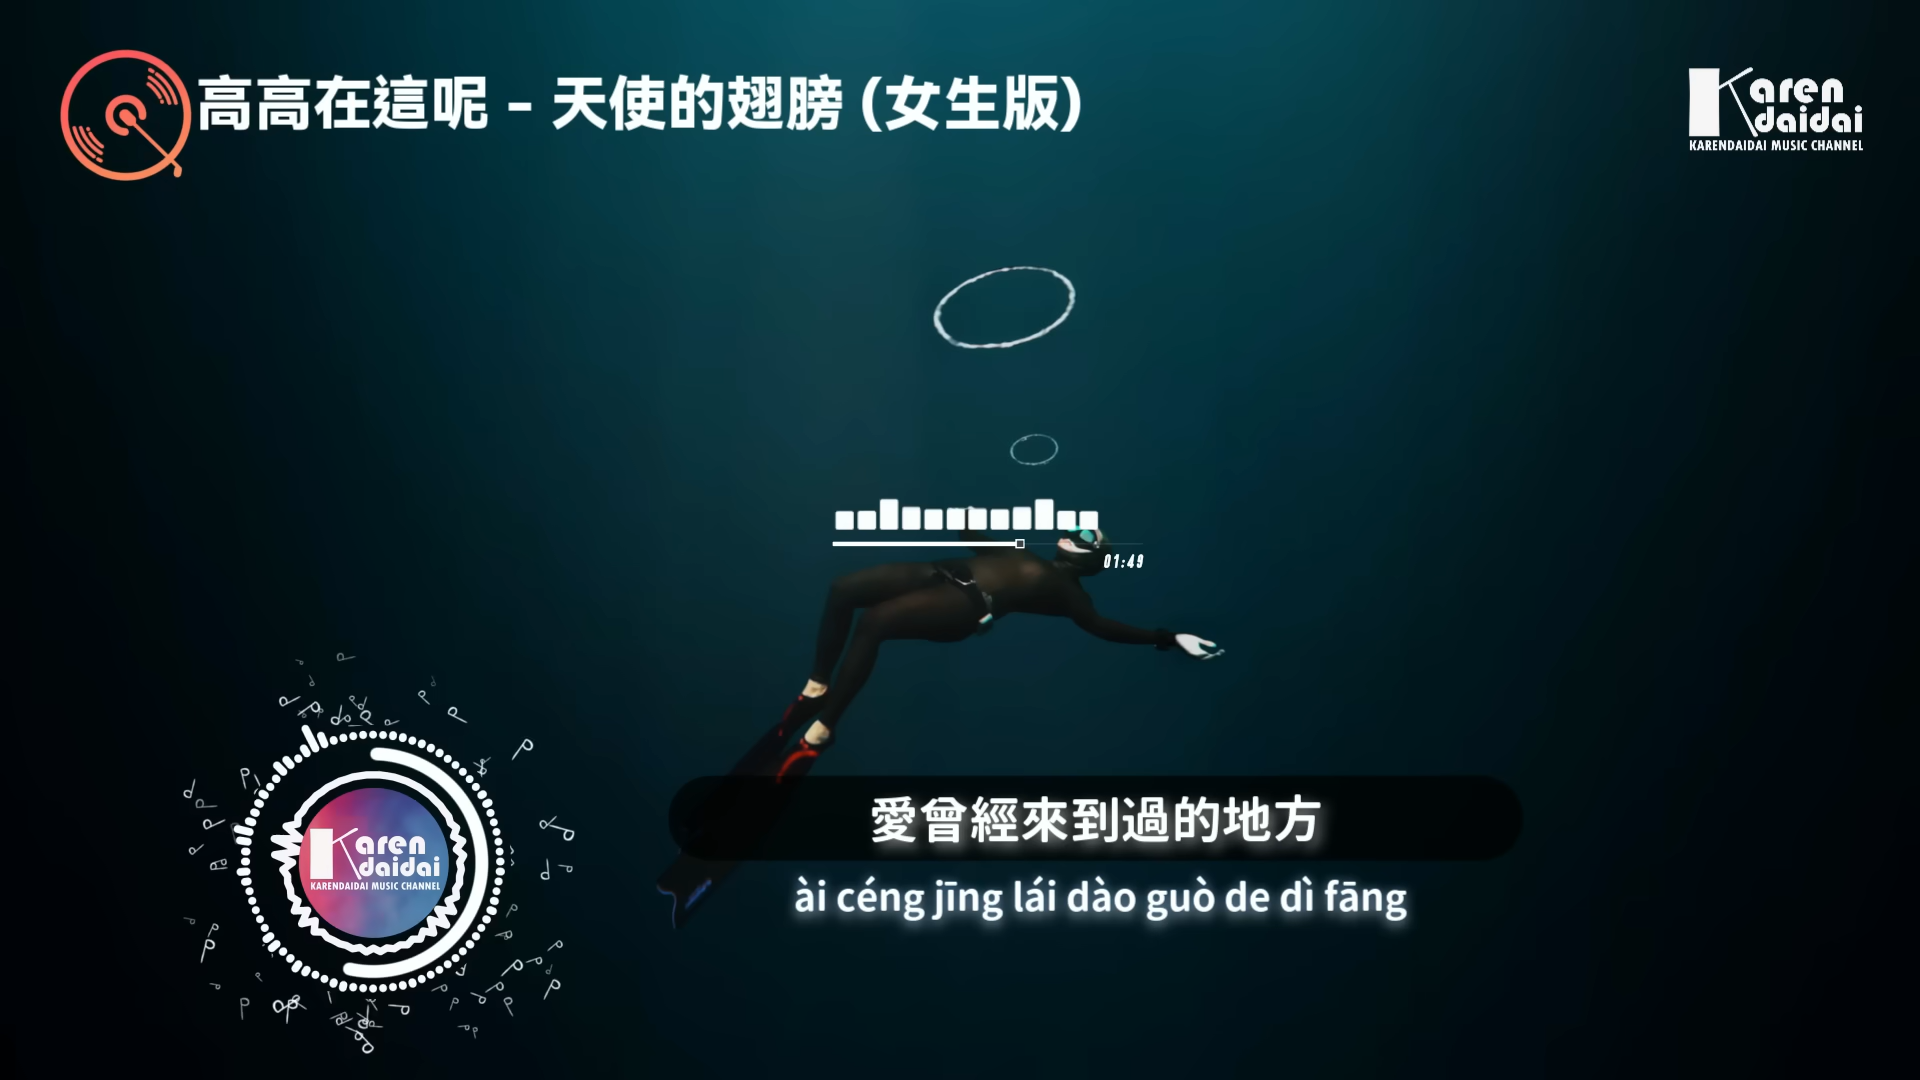 高高在這呢 - 天使的翅膀 (女生版)
Karen
daidai
KARENDAIDAI MUSIC CHANNEL
01:49
愛曾經來到過的地方
ài céng jīng lái dào guò de dì fāng
Karen
daidai
KARENDAIDAI MUSIC CHANNEL